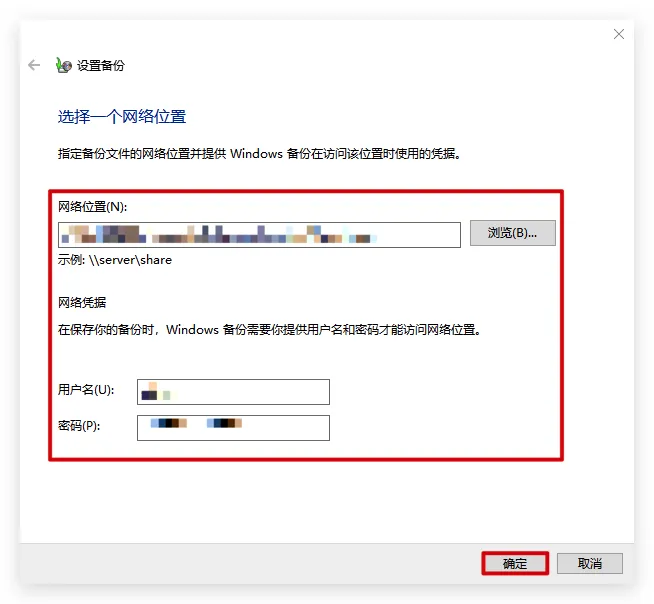 设置备份
选择一个网络位置
指定备份文件的网络位置并提供 Windows 备份在访问该位置时使用的凭据。
网络位置(N):
浏览(B)...
示例: \\server\share
网络凭据
在保存你的备份时，Windows 备份需要你提供用户名和密码才能访问网络位置。
用户名(U):
密码(P):
确定 取消